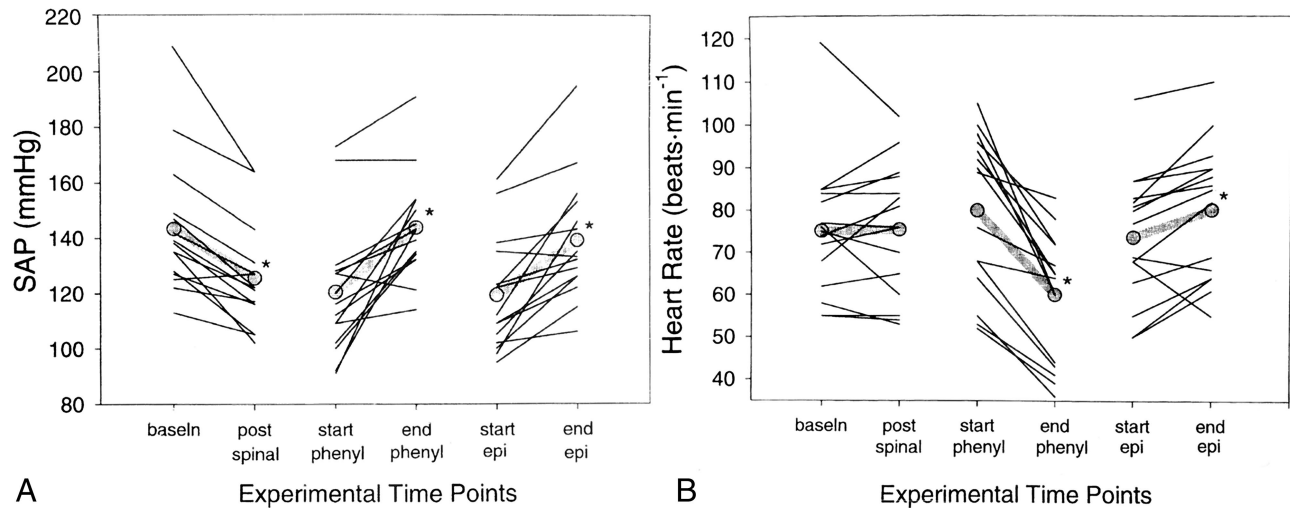 220
200
180
160
140
120
100
80
SAP (mmHg)
*
*
*
baseln post spinal start phenyl end phenyl start epi end epi
Experimental Time Points
A
120
110
100
90
80
70
60
50
40
Heart Rate (beats·min⁻¹)
*
*
baseln post spinal start phenyl end phenyl start epi end epi
Experimental Time Points
B